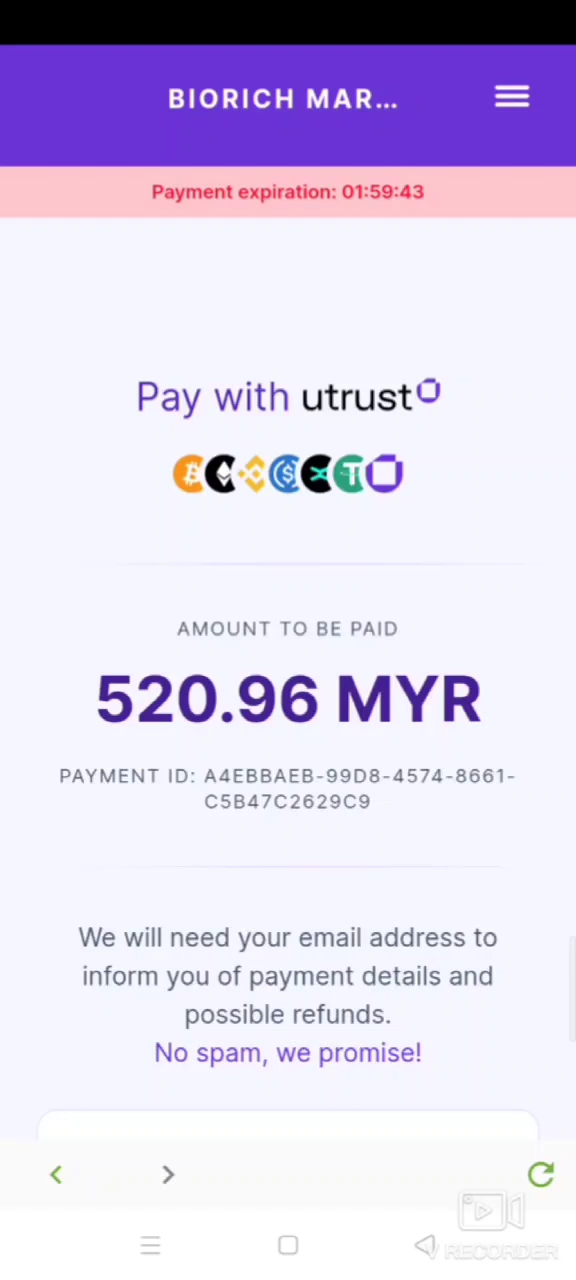 BIORICH MAR...
Payment expiration: 01:59:43
Pay with utrust
AMOUNT TO BE PAID
520.96 MYR
PAYMENT ID: A4EBBAEB-99D8-4574-8661-
C5B47C2629C9
We will need your email address to
inform you of payment details and
possible refunds.
No spam, we promise!
RECORDER